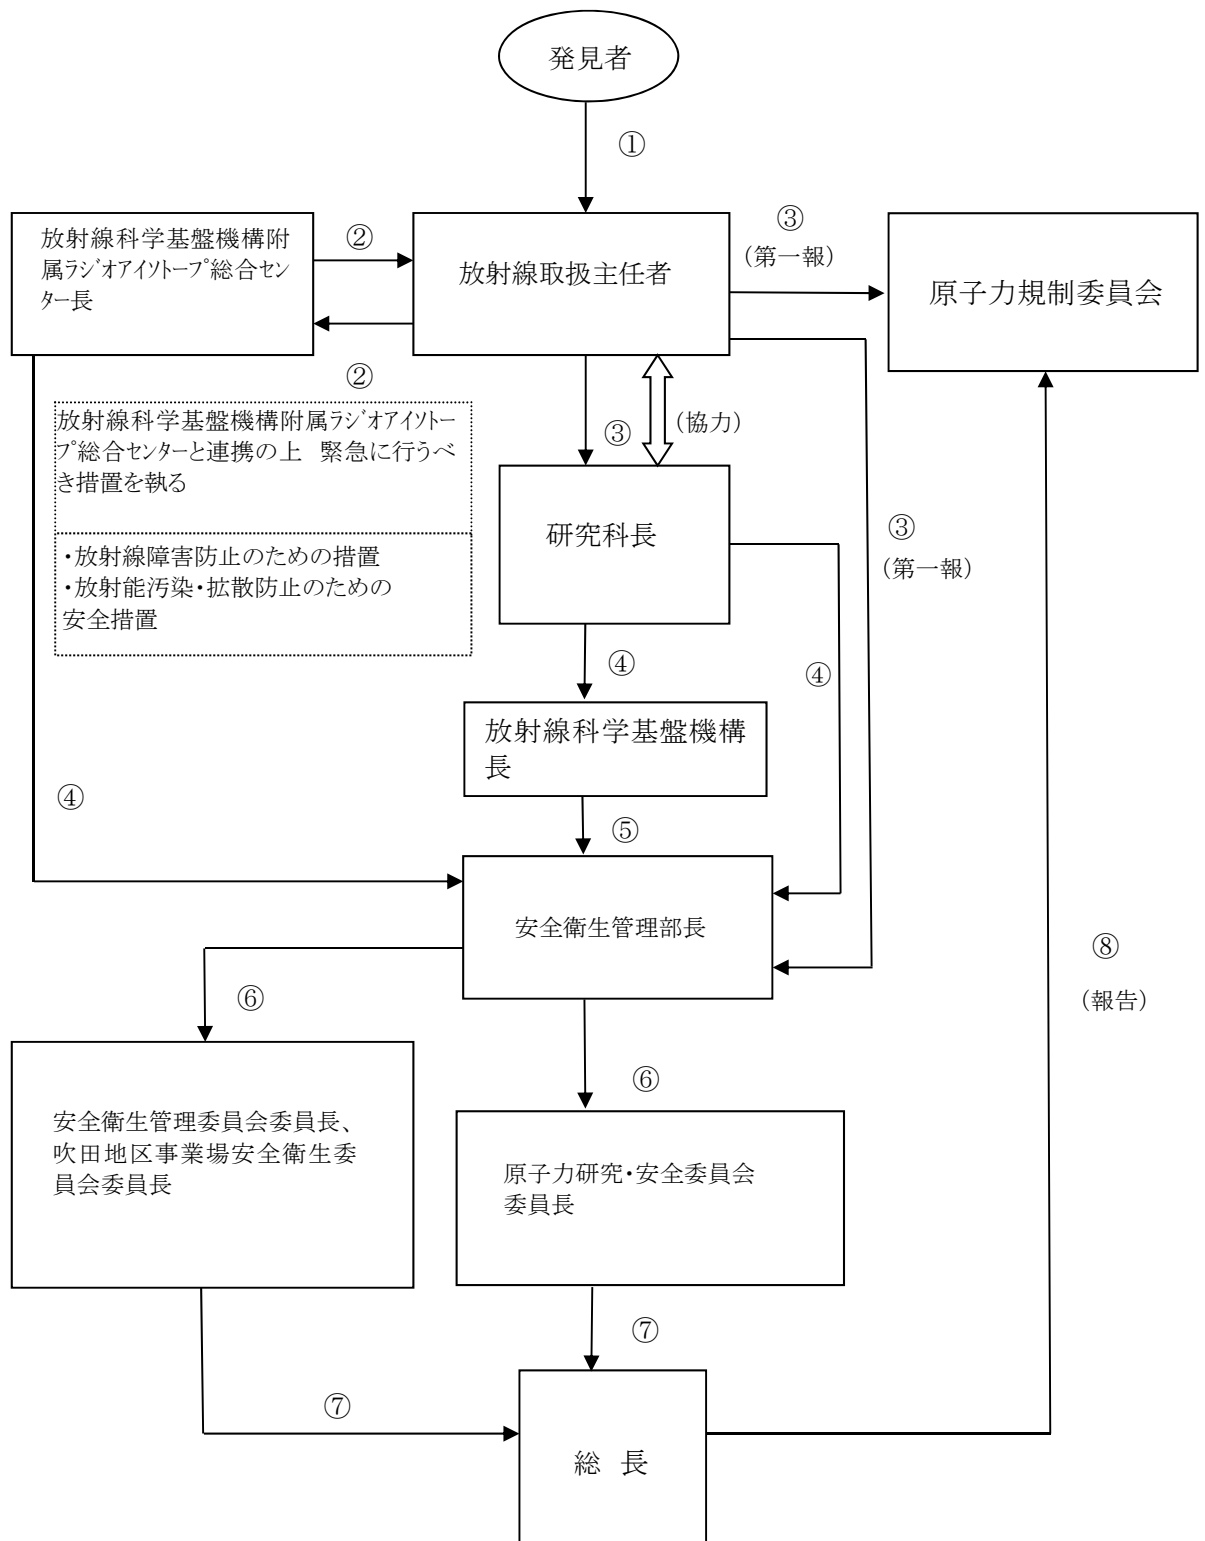 発見者
①
放射線科学基盤機構附
属ラジオアイソトープ総合セン
ター長
②
放射線取扱主任者
③
(第一報)
原子力規制委員会
②
放射線科学基盤機構附属ラジオアイソトー
プ総合センターと連携の上　緊急に行うべ
き措置を執る
・放射線障害防止のための措置
・放射能汚染・拡散防止のための
安全措置
③
(協力)
研究科長
③
(第一報)
④
④
放射線科学基盤機構
長
④
⑤
安全衛生管理部長
⑧
(報告)
⑥
⑥
安全衛生管理委員会委員長、
吹田地区事業場安全衛生委
員会委員長
原子力研究・安全委員会
委員長
⑦
⑦
総　長